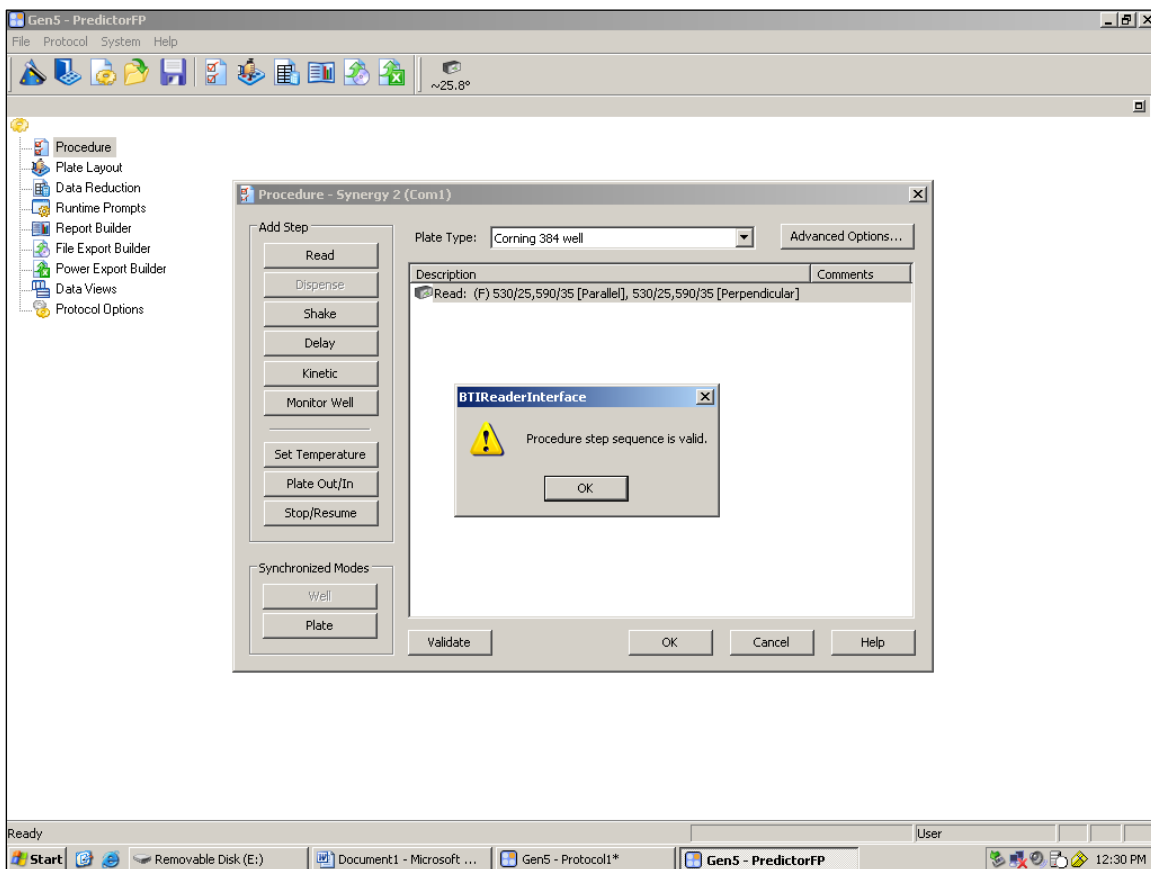 Gen5 - PredictorFP
File Protocol System Help
~25.8°
Procedure
Plate Layout
Data Reduction
Runtime Prompts
Report Builder
File Export Builder
Power Export Builder
Data Views
Protocol Options
Procedure - Synergy 2 (Com1)
Add Step
Read
Dispense
Shake
Delay
Kinetic
Monitor Well
Set Temperature
Plate Out/In
Stop/Resume
Synchronized Modes
Well
Plate
Plate Type: Corning 384 well Advanced Options...
Description Comments
Read: (F) 530/25,590/35 [Parallel], 530/25,590/35 [Perpendicular]
BTIReaderInterface
Procedure step sequence is valid.
OK
Validate OK Cancel Help
Ready User
Start Removable Disk (E:) Document1 - Microsoft ... Gen5 - Protocol1* Gen5 - PredictorFP 12:30 PM